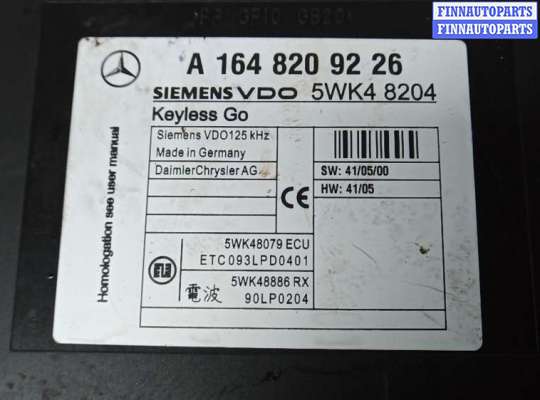 FINNAUTOPARTS
FINNAUTOPARTS
FINNAUTOPARTS
A 164 820 92 26
SIEMENS VDO 5WK4 8204
Keyless Go
Siemens VDO125 kHz
Made in Germany
DaimlerChrysler AG
CE
SW: 41/05/00
HW: 41/05
5WK48079 ECU
ETC093LPD0401
5WK48886 RX
電波 90LP0204
Homologation see user manual